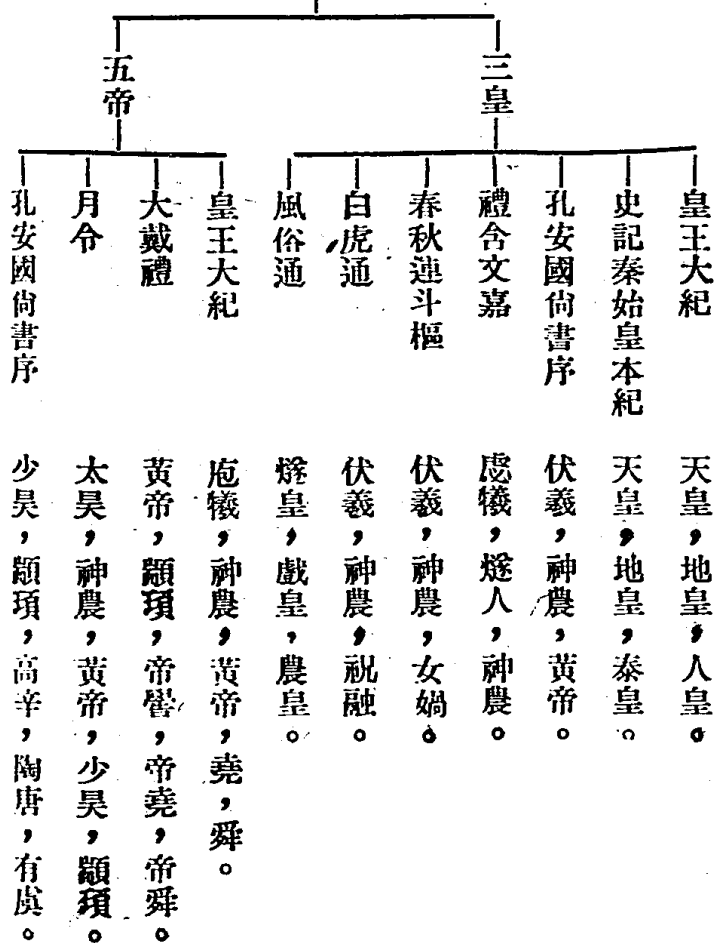 三皇
皇王大紀　天皇，地皇，人皇。
史記秦始皇本紀　天皇，地皇，泰皇。
孔安國尙書序　伏羲，神農，黃帝。
禮含文嘉　虙犧，燧人，神農。
春秋運斗樞　伏羲，神農，女媧。
白虎通　伏羲，神農，祝融。
風俗通　燧皇，戲皇，農皇。
五帝
皇王大紀　庖犧，神農，黃帝，堯，舜。
大戴禮　黃帝，顓頊，帝嚳，帝堯，帝舜。
月令　太昊，神農，黃帝，少昊，顓頊。
孔安國尙書序　少昊，顓頊，高辛，陶唐，有虞。